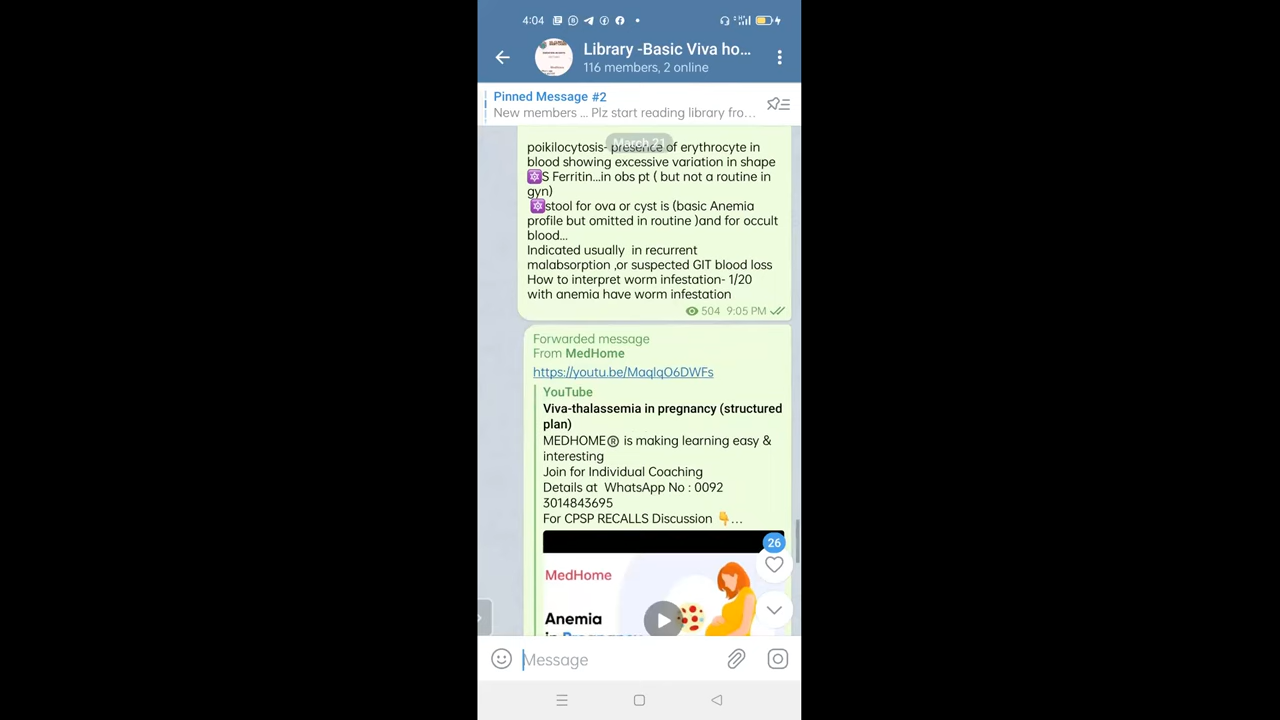 4:04
Library -Basic Viva ho...
116 members, 2 online
Pinned Message #2
New members ... Plz start reading library fro...
March 21
poikilocytosis- presence of erythrocyte in
blood showing excessive variation in shape
🔯S Ferritin...in obs pt ( but not a routine in
gyn)
🔯stool for ova or cyst is (basic Anemia
profile but omitted in routine )and for occult
blood...
Indicated usually  in recurrent
malabsorption ,or suspected GIT blood loss
How to interpret worm infestation- 1/20
with anemia have worm infestation
504 9:05 PM
Forwarded message
From MedHome
https://youtu.be/MaqlqO6DWFs
YouTube
Viva-thalassemia in pregnancy (structured
plan)
MEDHOME® is making learning easy &
interesting
Join for Individual Coaching
Details at  WhatsApp No : 0092
3014843695
For CPSP RECALLS Discussion 👇...
26
MedHome
Anemia
in Pregnancy
Message